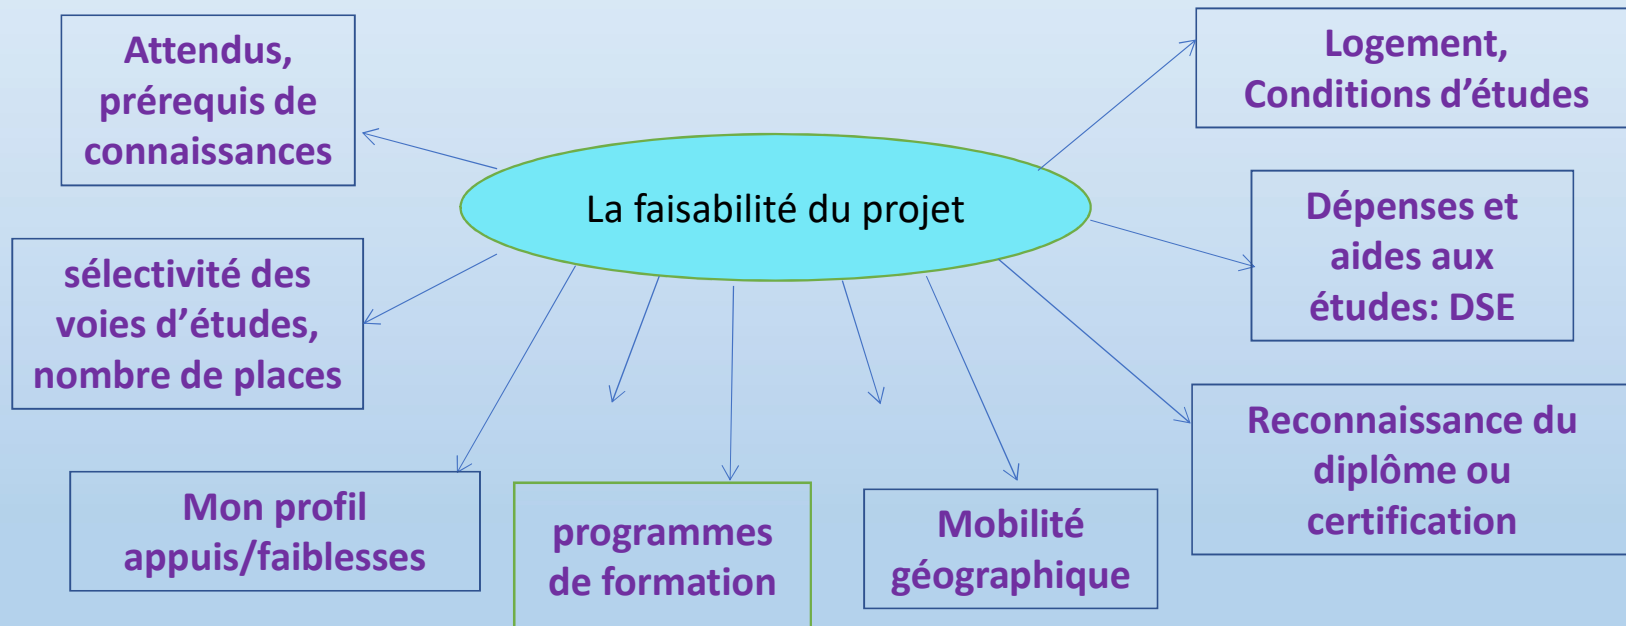 Attendus,
prérequis de
connaissances
Logement,
Conditions d’études
La faisabilité du projet
Dépenses et
aides aux
études: DSE
sélectivité des
voies d’études,
nombre de places
Reconnaissance du
diplôme ou
certification
Mon profil
appuis/faiblesses
programmes
de formation
Mobilité
géographique